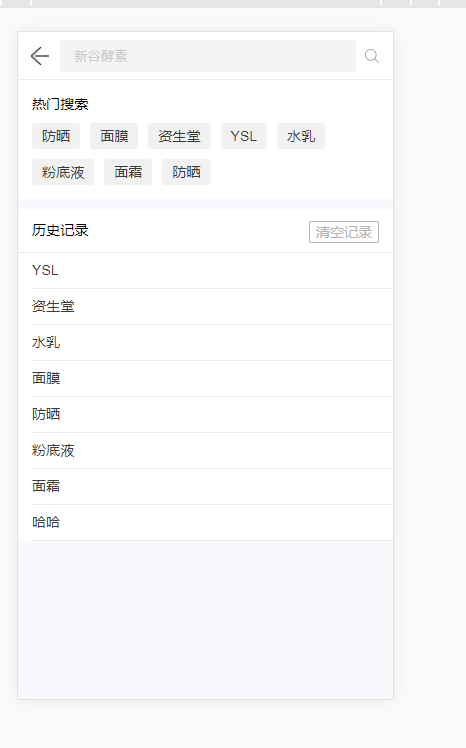 新谷酵素
热门搜索
防晒 面膜 资生堂 YSL 水乳
粉底液 面霜 防晒
历史记录 清空记录
YSL
资生堂
水乳
面膜
防晒
粉底液
面霜
哈哈